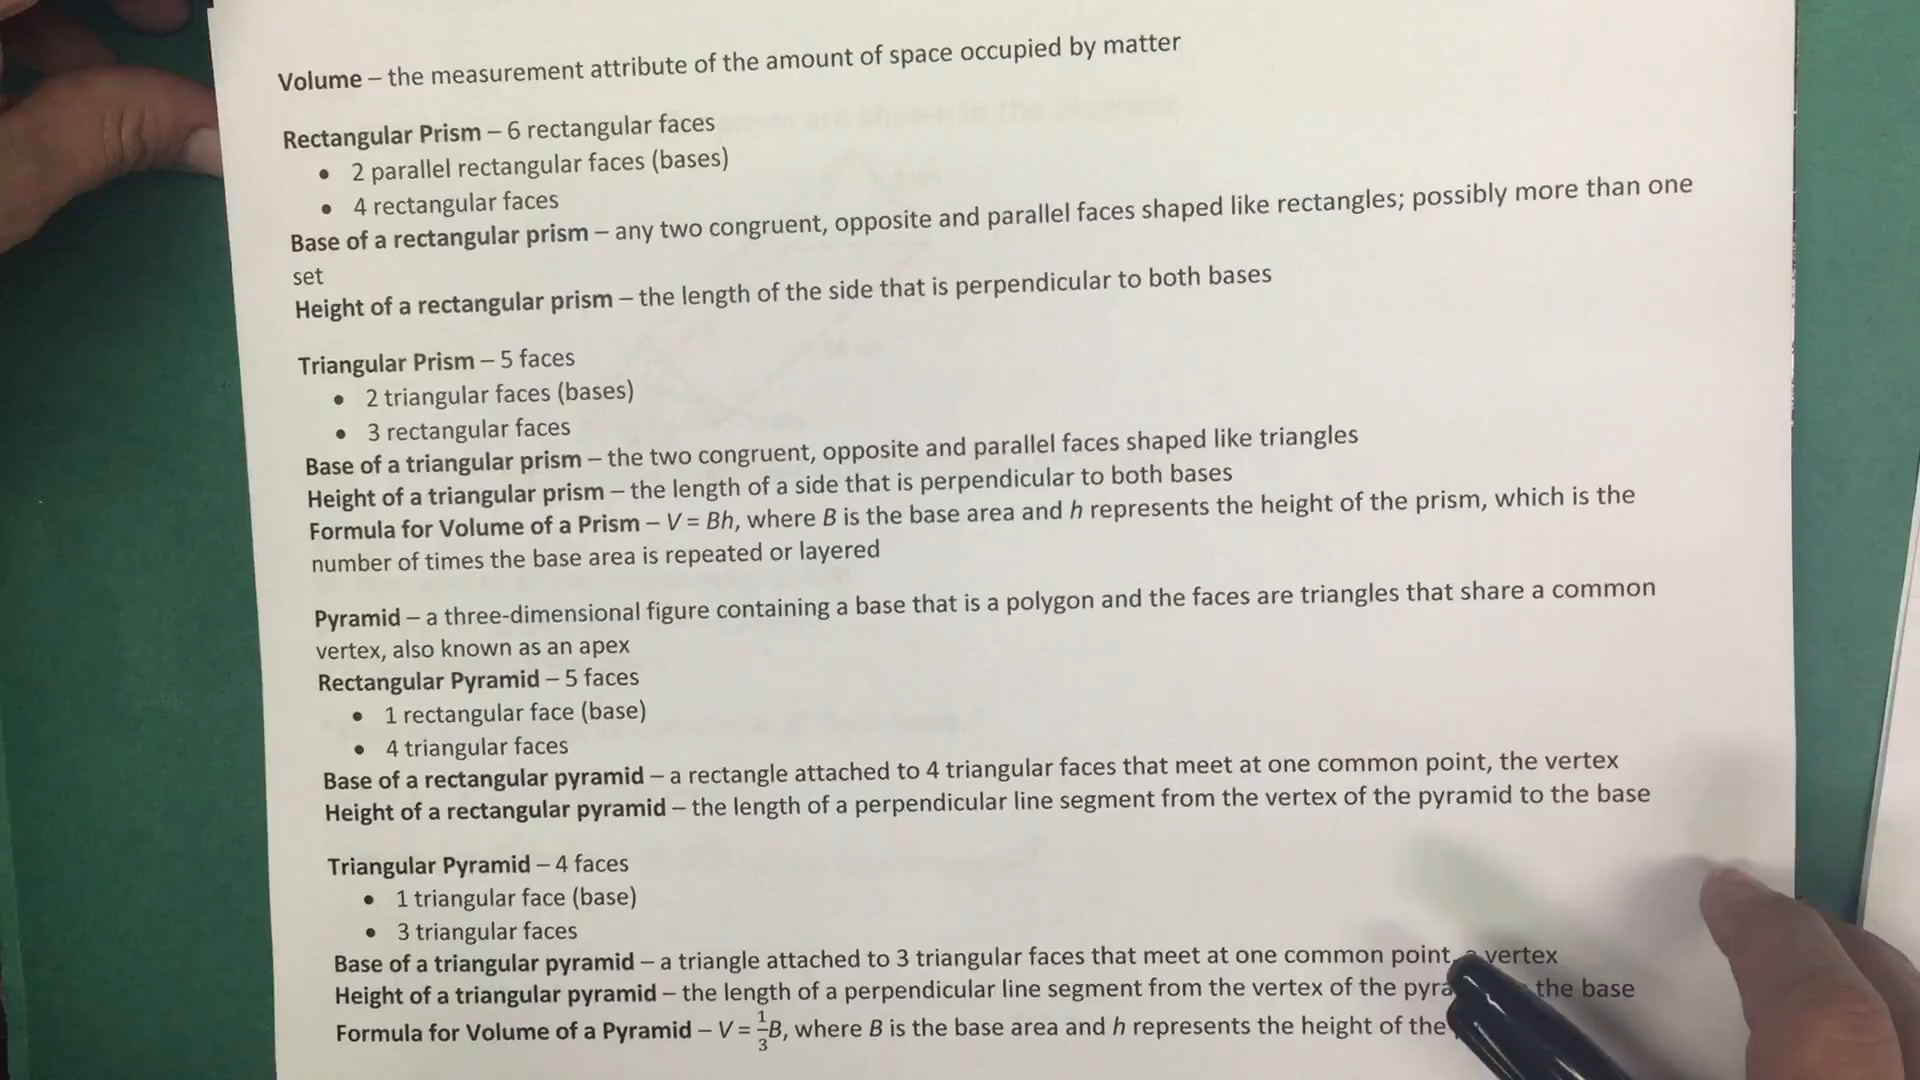 Volume – the measurement attribute of the amount of space occupied by matter
Rectangular Prism – 6 rectangular faces
• 2 parallel rectangular faces (bases)
• 4 rectangular faces
Base of a rectangular prism – any two congruent, opposite and parallel faces shaped like rectangles; possibly more than one
set
Height of a rectangular prism – the length of the side that is perpendicular to both bases
Triangular Prism – 5 faces
• 2 triangular faces (bases)
• 3 rectangular faces
Base of a triangular prism – the two congruent, opposite and parallel faces shaped like triangles
Height of a triangular prism – the length of a side that is perpendicular to both bases
Formula for Volume of a Prism – V = Bh, where B is the base area and h represents the height of the prism, which is the
number of times the base area is repeated or layered
Pyramid – a three-dimensional figure containing a base that is a polygon and the faces are triangles that share a common
vertex, also known as an apex
Rectangular Pyramid – 5 faces
• 1 rectangular face (base)
• 4 triangular faces
Base of a rectangular pyramid – a rectangle attached to 4 triangular faces that meet at one common point, the vertex
Height of a rectangular pyramid – the length of a perpendicular line segment from the vertex of the pyramid to the base
Triangular Pyramid – 4 faces
• 1 triangular face (base)
• 3 triangular faces
Base of a triangular pyramid – a triangle attached to 3 triangular faces that meet at one common point, vertex
Height of a triangular pyramid – the length of a perpendicular line segment from the vertex of the the base
Formula for Volume of a Pyramid – V = 1/3 B, where B is the base area and h represents the height of the